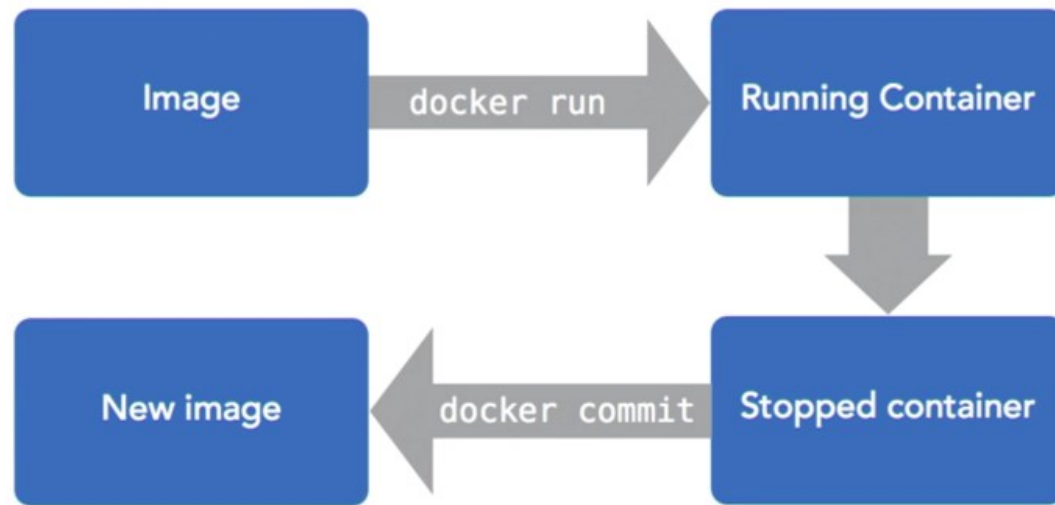 Image
docker run
Running Container
Stopped container
docker commit
New image